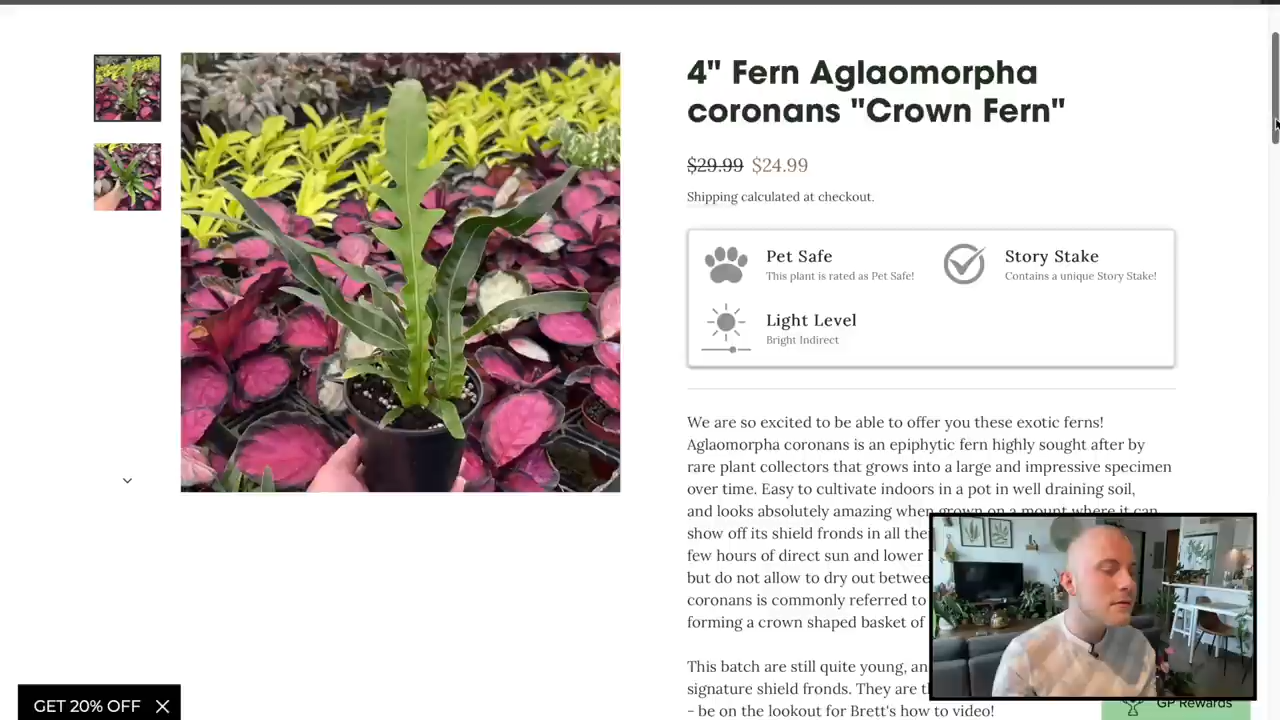 4" Fern Aglaomorpha
coronans "Crown Fern"
$29.99 $24.99
Shipping calculated at checkout.
Pet Safe
This plant is rated as Pet Safe!
Story Stake
Contains a unique Story Stake!
Light Level
Bright Indirect
We are so excited to be able to offer you these exotic ferns!
Aglaomorpha coronans is an epiphytic fern highly sought after by
rare plant collectors that grows into a large and impressive specimen
over time. Easy to cultivate indoors in a pot in well draining soil,
and looks absolutely amazing when grown on a mount where it can
show off its shield fronds in all
few hours of direct sun and lower
but do not allow to dry out
coronans is commonly referred to
forming a crown shaped basket of
This batch are still quite young,
signature shield fronds. They are
- be on the lookout for Brett's how to video!
GET 20% OFF
GP Rewards